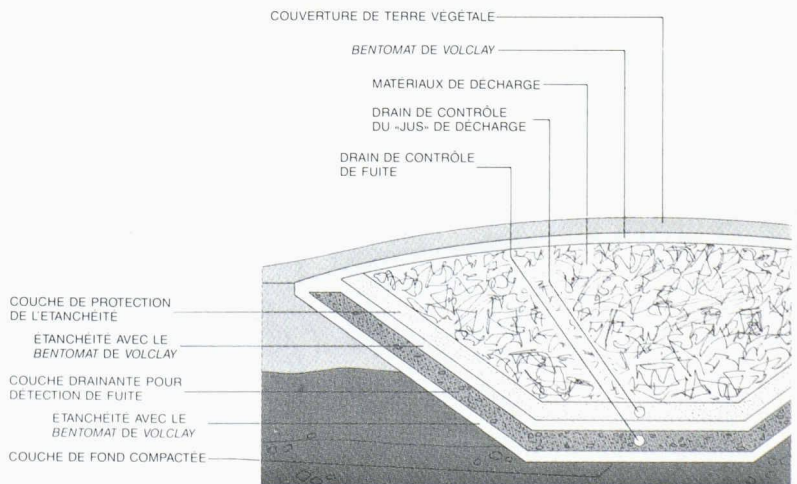 COUVERTURE DE TERRE VÉGÉTALE
BENTOMAT DE VOLCLAY
MATÉRIAUX DE DÉCHARGE
DRAIN DE CONTRÔLE
DU «JUS» DE DÉCHARGE
DRAIN DE CONTRÔLE
DE FUITE
COUCHE DE PROTECTION
DE L'ÉTANCHÉITÉ
ÉTANCHÉITÉ AVEC LE
BENTOMAT DE VOLCLAY
COUCHE DRAINANTE POUR
DÉTECTION DE FUITE
ÉTANCHÉITÉ AVEC LE
BENTOMAT DE VOLCLAY
COUCHE DE FOND COMPACTÉE